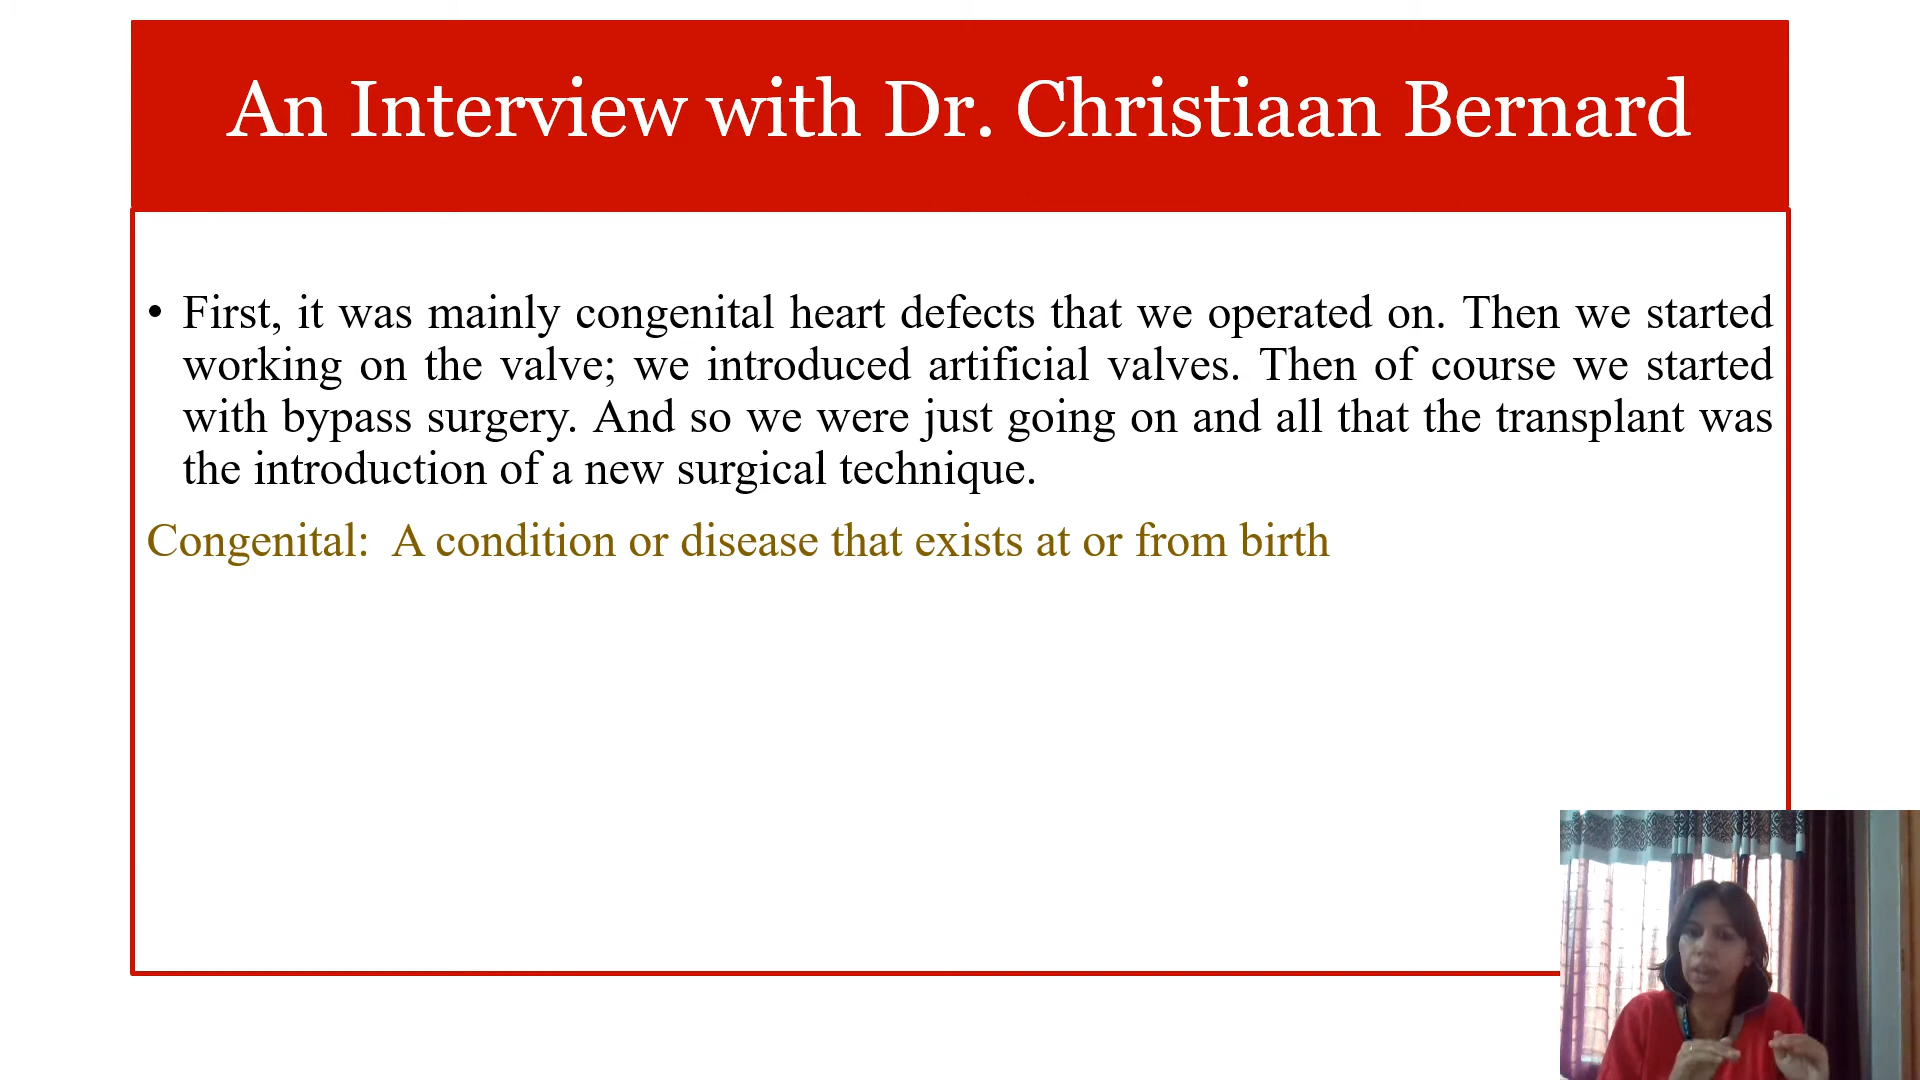 An Interview with Dr. Christiaan Bernard
• First, it was mainly congenital heart defects that we operated on. Then we started
working on the valve; we introduced artificial valves. Then of course we started
with bypass surgery. And so we were just going on and all that the transplant was
the introduction of a new surgical technique.
Congenital: A condition or disease that exists at or from birth